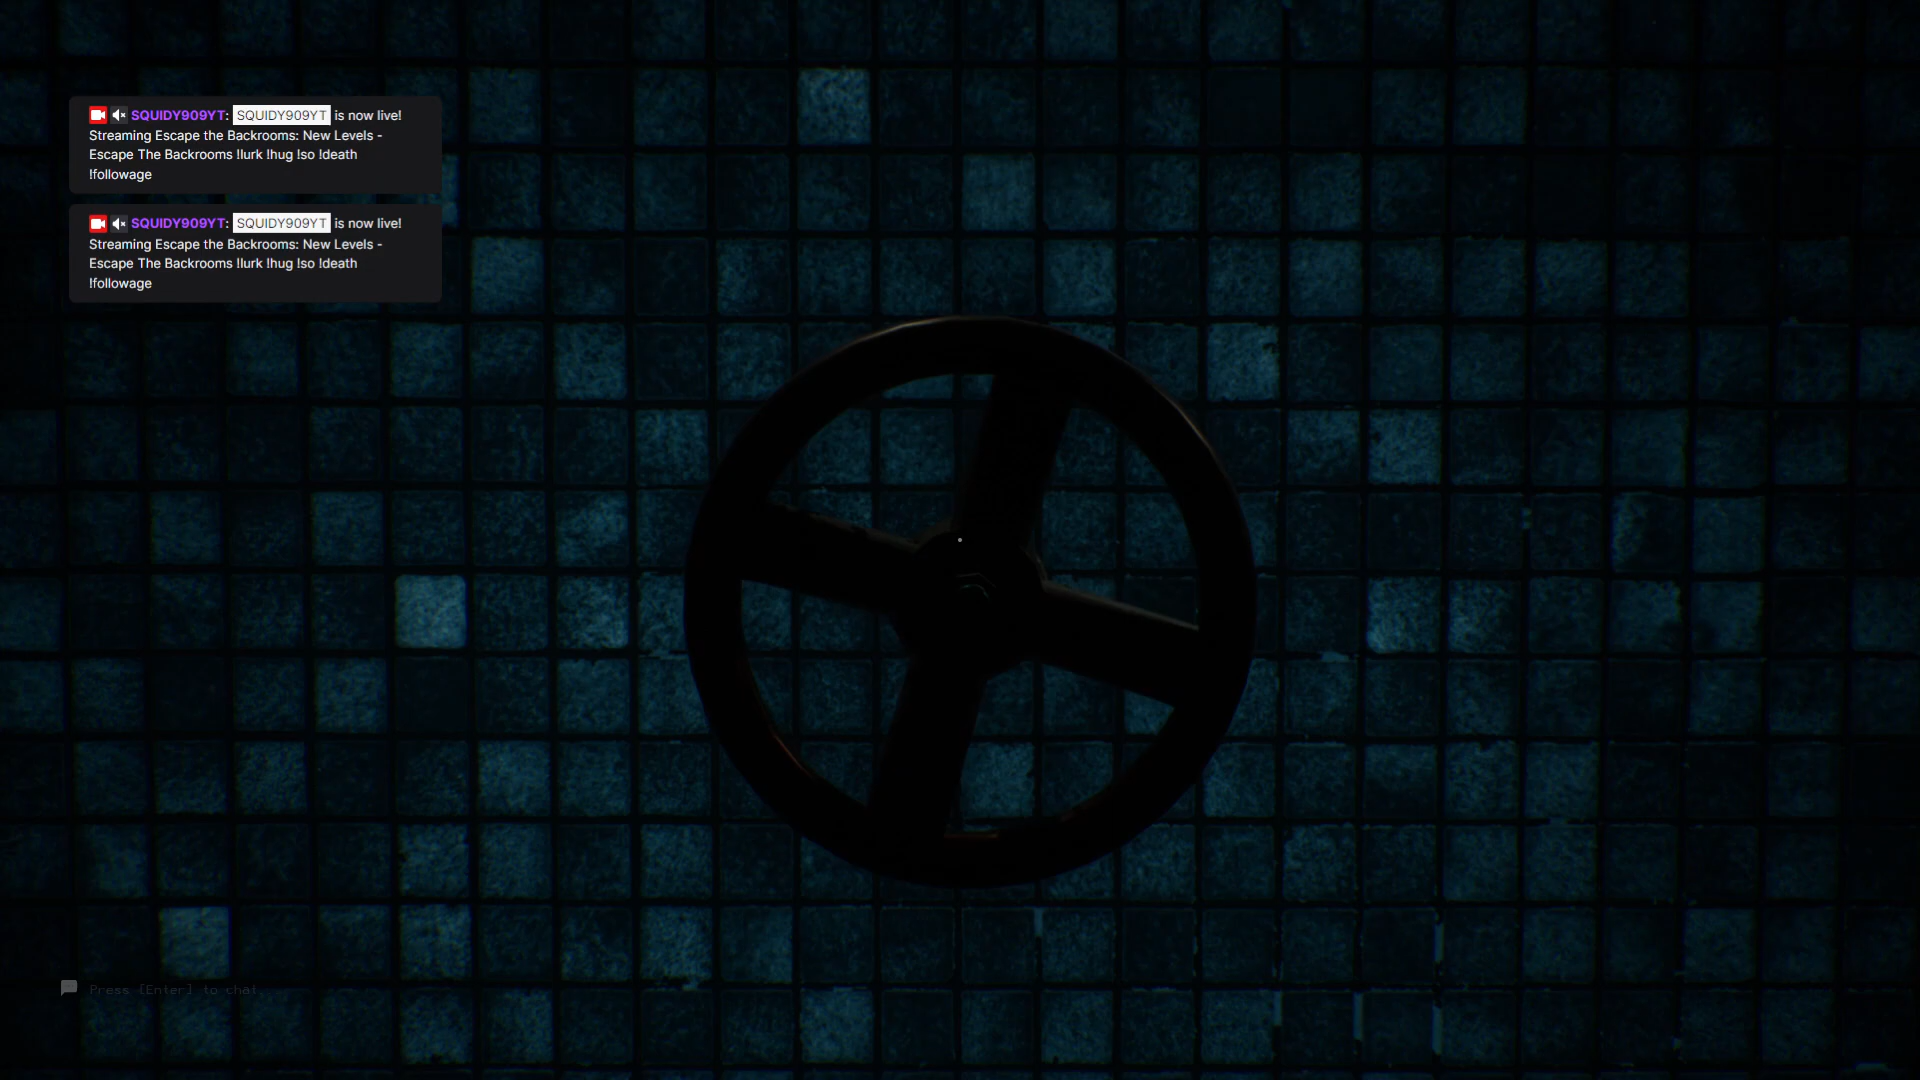 SQUIDY909YT: SQUIDY909YT is now live!
Streaming Escape the Backrooms: New Levels -
Escape The Backrooms !lurk !hug !so !death
!followage
SQUIDY909YT: SQUIDY909YT is now live!
Streaming Escape the Backrooms: New Levels -
Escape The Backrooms !lurk !hug !so !death
!followage
Press [Enter] to chat